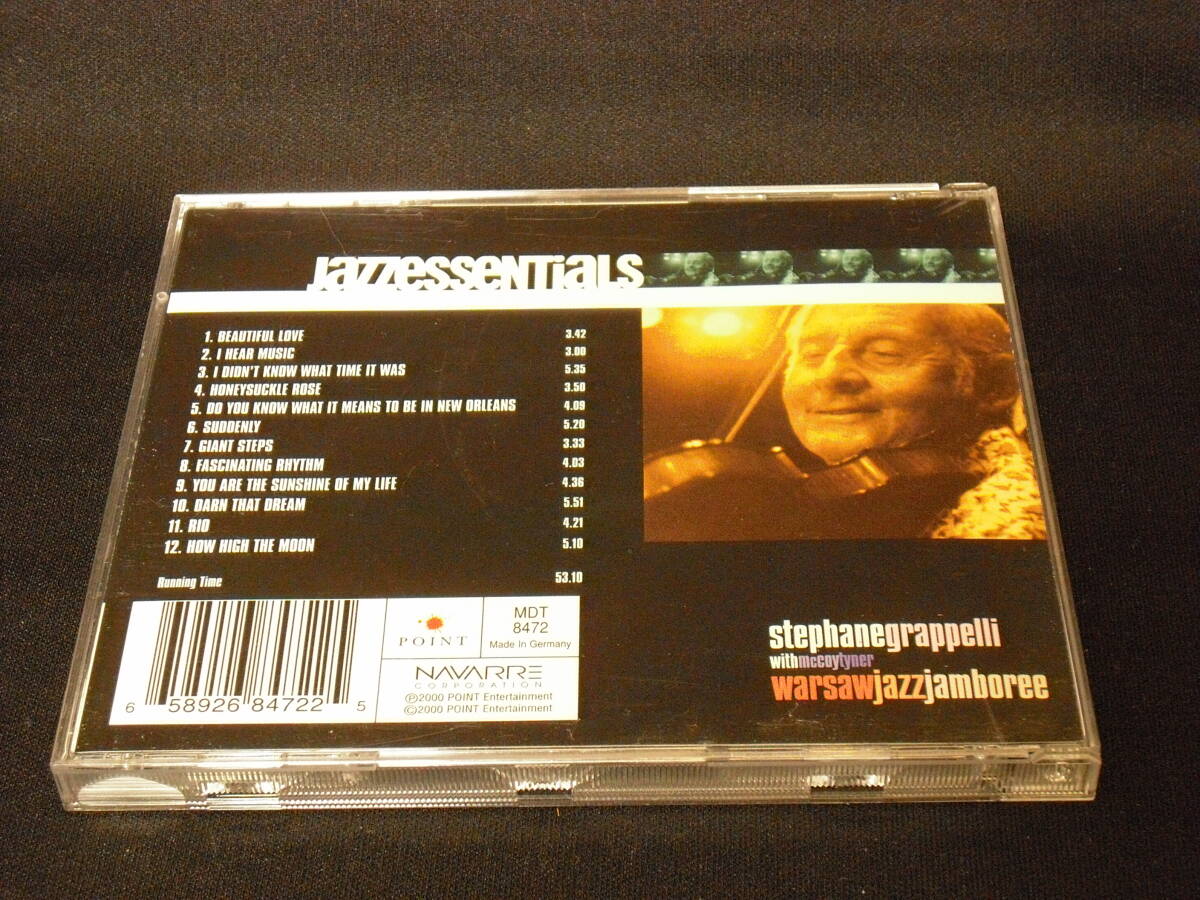 Jazzessentials
1. BEAUTIFUL LOVE 3.42
2. I HEAR MUSIC 3.00
3. I DIDN'T KNOW WHAT TIME IT WAS 5.35
4. HONEYSUCKLE ROSE 3.50
5. DO YOU KNOW WHAT IT MEANS TO BE IN NEW ORLEANS 4.09
6. SUDDENLY 5.20
7. GIANT STEPS 3.33
8. FASCINATING RHYTHM 4.03
9. YOU ARE THE SUNSHINE OF MY LIFE 4.36
10. DARN THAT DREAM 5.51
11. RIO 4.21
12. HOW HIGH THE MOON 5.10
Running Time 53.10
6 58926 84722 5
POINT
MDT
8472
Made In Germany
NAVARRE
CORPORATION
℗2000 POINT Entertainment
©2000 POINT Entertainment
stephanegrappelli
withmccoytyner
warsawjazzjamboree